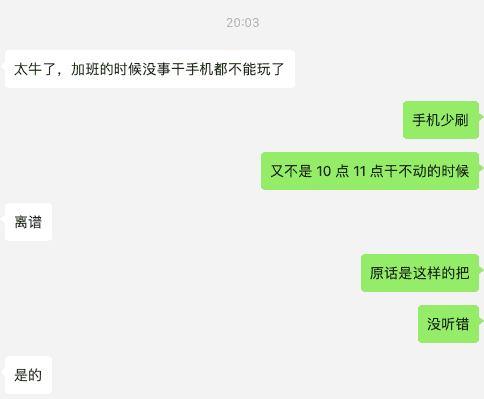 20:03
太牛了，加班的时候没事干手机都不能玩了
手机少刷
又不是 10 点 11 点干不动的时候
离谱
原话是这样的把
没听错
是的